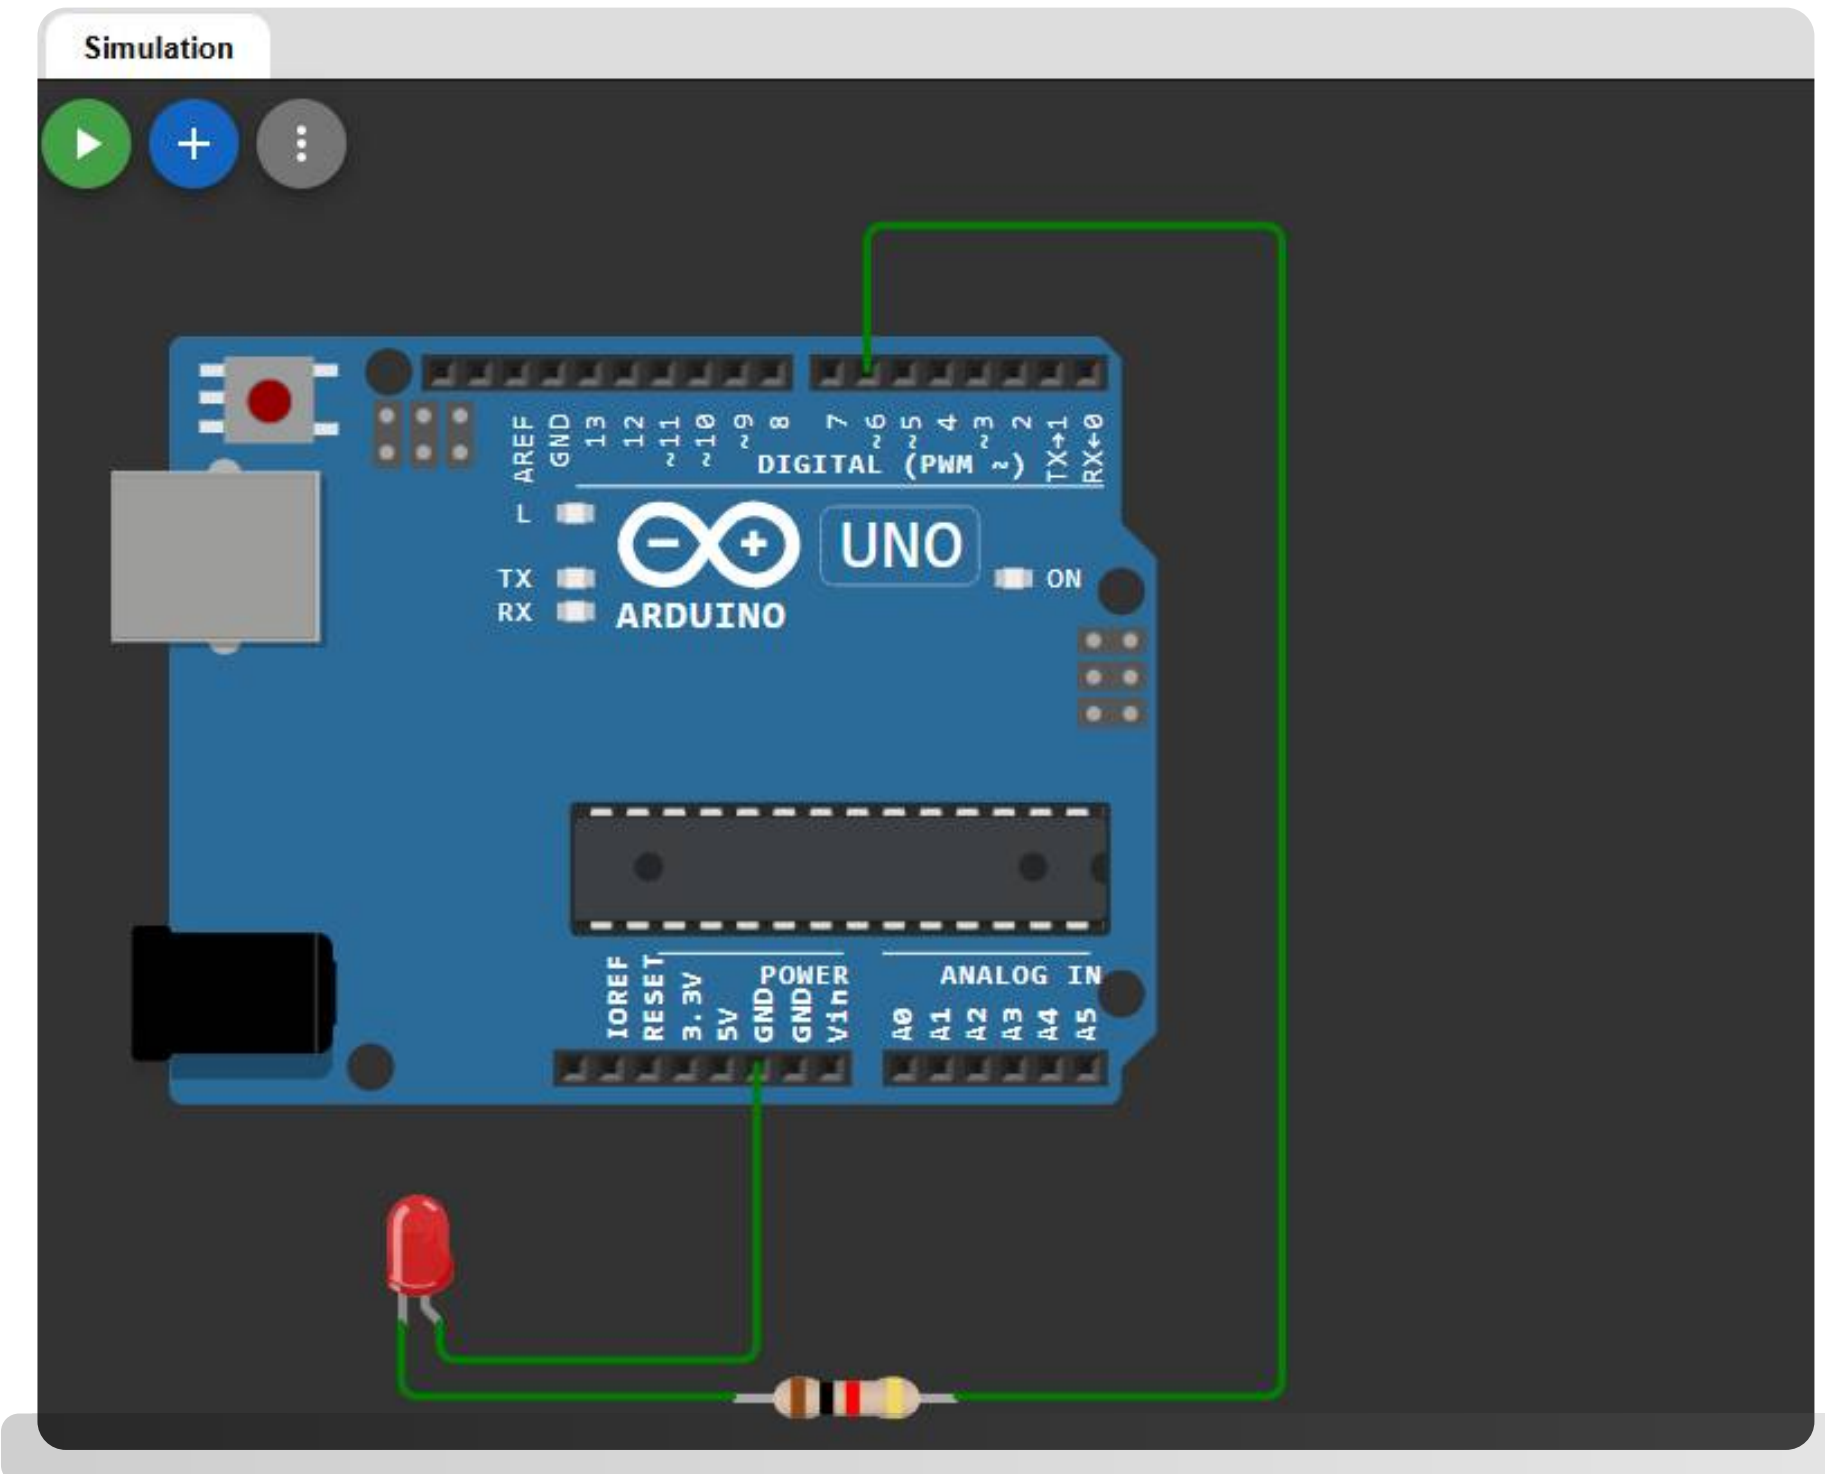 Simulation
AREF
GND
13
12
~11
~10
~9
8
7
~6
~5
4
~3
2
TX→1
RX←0
DIGITAL (PWM ~)
L
TX
RX
ARDUINO
UNO
ON
POWER
ANALOG IN
IOREF
RESET
3.3V
5V
GND
GND
Vin
A0
A1
A2
A3
A4
A5